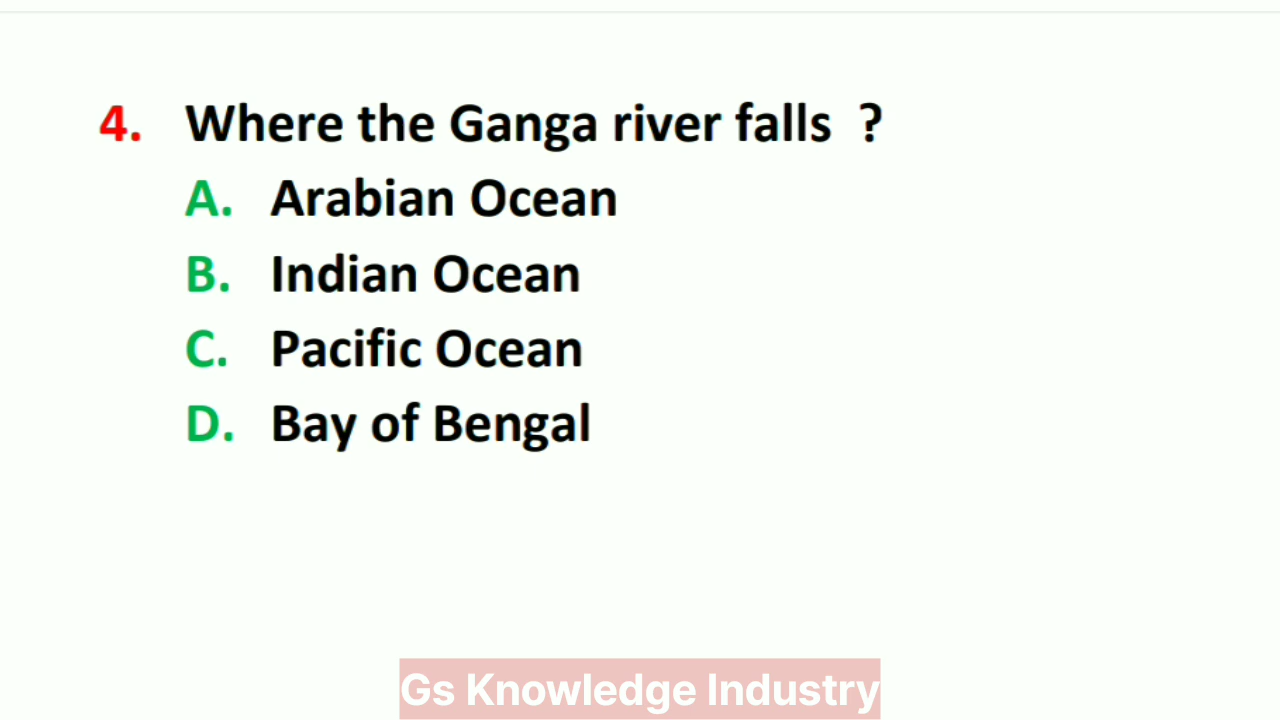 4. Where the Ganga river falls ?
A. Arabian Ocean
B. Indian Ocean
C. Pacific Ocean
D. Bay of Bengal
Gs Knowledge Industry